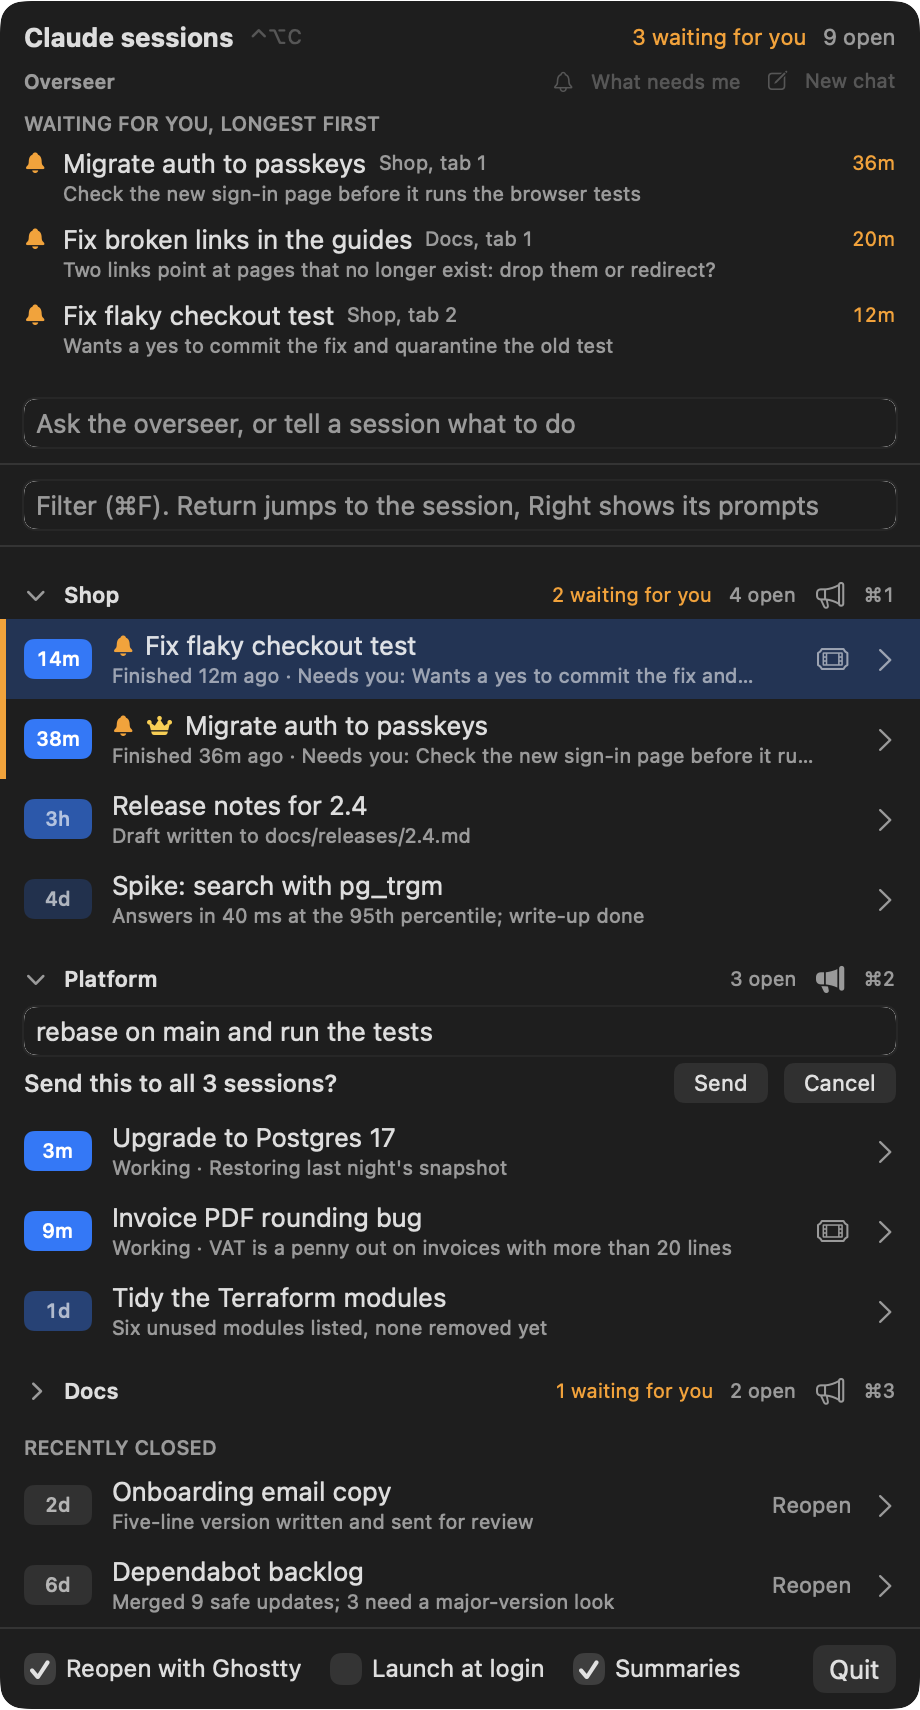 Claude sessions ⌃⌥C 3 waiting for you 9 open
Overseer What needs me New chat
WAITING FOR YOU, LONGEST FIRST
Migrate auth to passkeys Shop, tab 1 36m
Check the new sign-in page before it runs the browser tests
Fix broken links in the guides Docs, tab 1 20m
Two links point at pages that no longer exist: drop them or redirect?
Fix flaky checkout test Shop, tab 2 12m
Wants a yes to commit the fix and quarantine the old test
Ask the overseer, or tell a session what to do
Filter (⌘F). Return jumps to the session, Right shows its prompts
Shop 2 waiting for you 4 open ⌘1
14m Fix flaky checkout test
Finished 12m ago · Needs you: Wants a yes to commit the fix and...
38m Migrate auth to passkeys
Finished 36m ago · Needs you: Check the new sign-in page before it ru...
3h Release notes for 2.4
Draft written to docs/releases/2.4.md
4d Spike: search with pg_trgm
Answers in 40 ms at the 95th percentile; write-up done
Platform 3 open ⌘2
rebase on main and run the tests
Send this to all 3 sessions? Send Cancel
3m Upgrade to Postgres 17
Working · Restoring last night's snapshot
9m Invoice PDF rounding bug
Working · VAT is a penny out on invoices with more than 20 lines
1d Tidy the Terraform modules
Six unused modules listed, none removed yet
Docs 1 waiting for you 2 open ⌘3
RECENTLY CLOSED
2d Onboarding email copy Reopen
Five-line version written and sent for review
6d Dependabot backlog Reopen
Merged 9 safe updates; 3 need a major-version look
Reopen with Ghostty Launch at login Summaries Quit